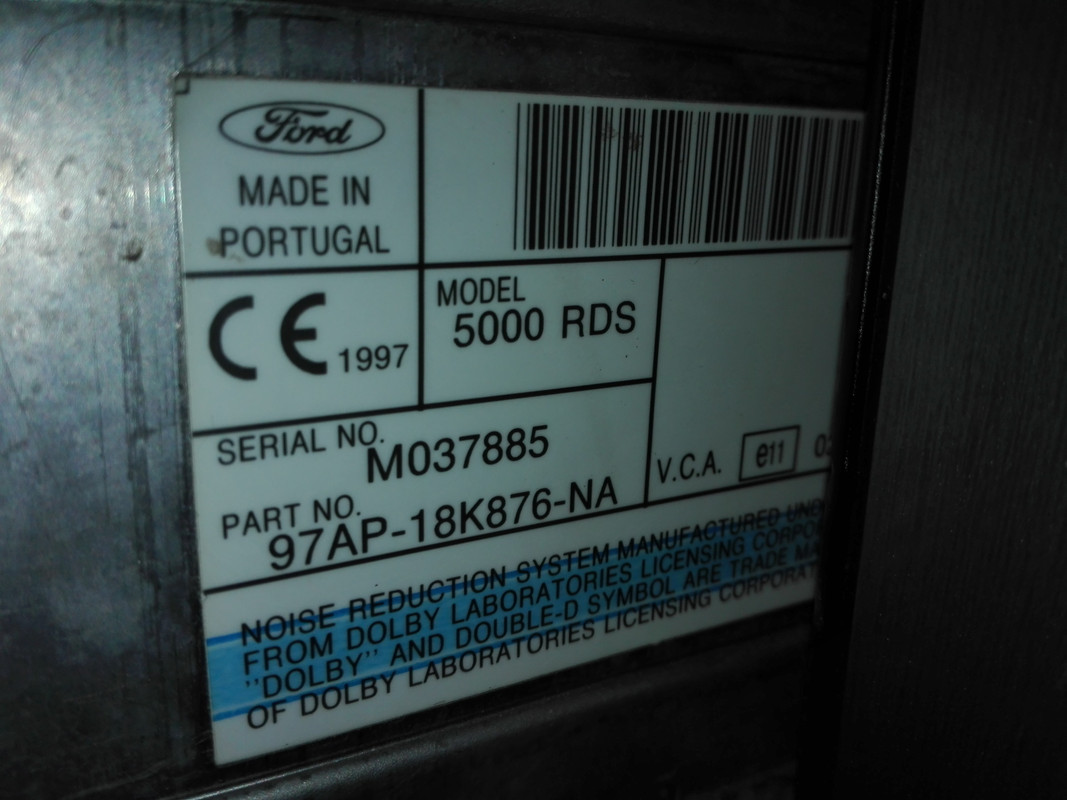 Ford
MADE IN
PORTUGAL
CE 1997
MODEL
5000 RDS
SERIAL NO.
M037885
PART NO.
97AP-18K876-NA
V.C.A. e11
NOISE REDUCTION SYSTEM MANUFACTURED
FROM DOLBY LABORATORIES LICENSING
"DOLBY" AND DOUBLE-D SYMBOL ARE TRADE
OF DOLBY LABORATORIES LICENSING